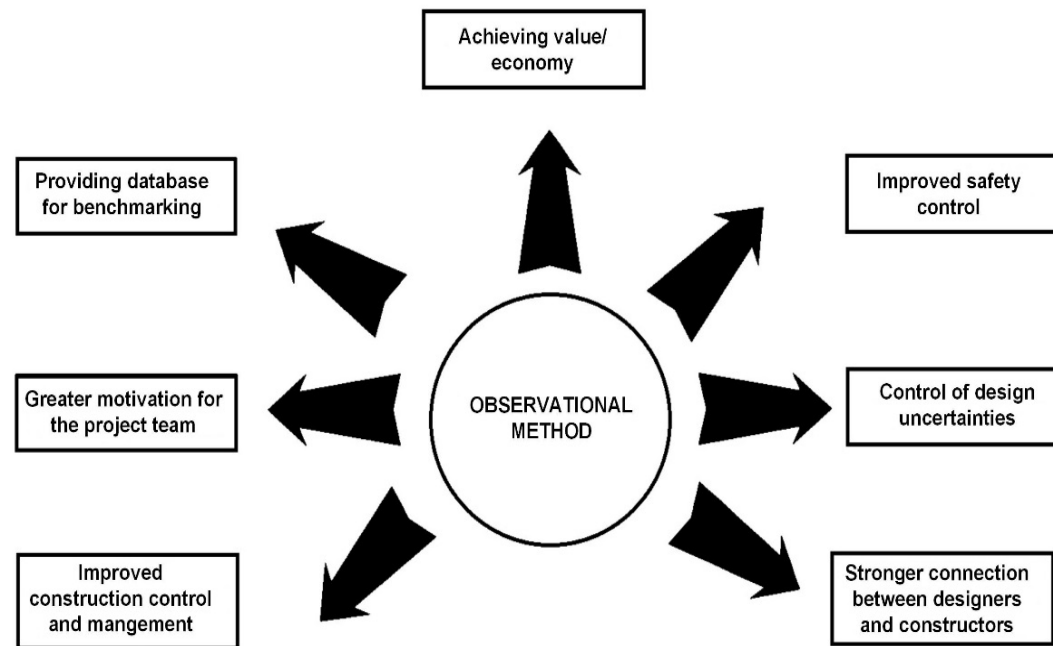 Achieving value/
economy
Providing database
for benchmarking
Improved safety
control
Greater motivation for
the project team
OBSERVATIONAL
METHOD
Control of design
uncertainties
Improved
construction control
and mangement
Stronger connection
between designers
and constructors